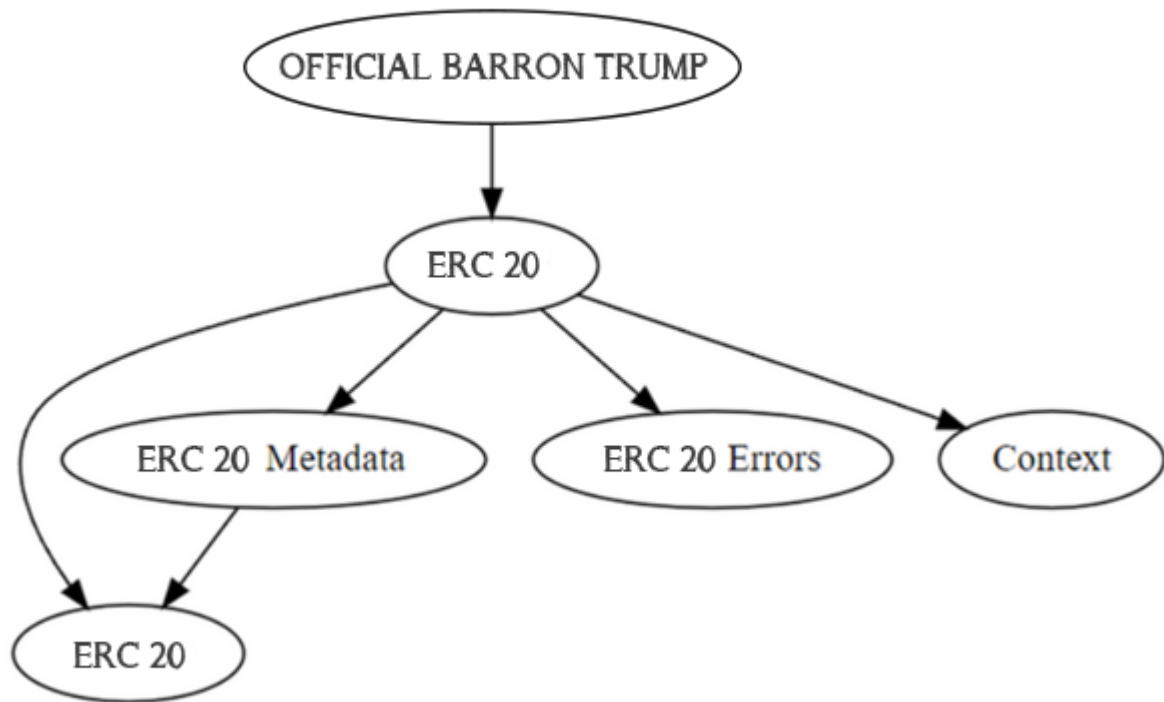 OFFICIAL BARRON TRUMP
ERC 20
ERC 20 Metadata
ERC 20 Errors
Context
ERC 20